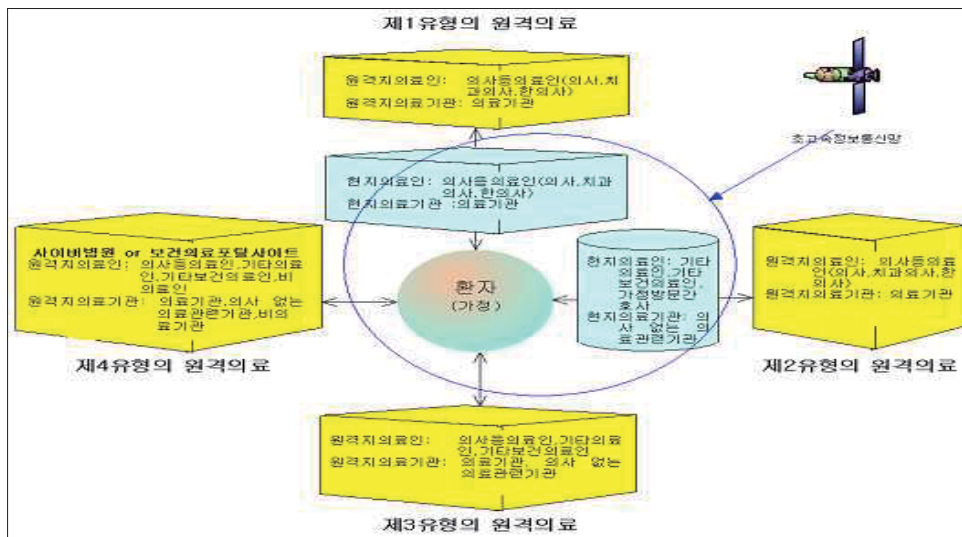 제1유형의 원격의료
원격지의료인: 의사등의료인(의사,치
과의사,한의사)
원격지의료기관: 의료기관
초고속정보통신망
현지의료인: 의사등의료인(의사,치과
의사,한의사)
현지의료기관 :의료기관
사이버병원 or 보건의료포탈사이트
원격지의료인: 의사등의료인,기타의료
인,기타보건의료인,비
의료인
원격지의료기관: 의료기관,의사 없는
의료관련기관,비의
료기관
제4유형의 원격의료
환자
(가정)
현지의료인: 기타
의료인,기타
보건의료인,
가정방문간
호사
현지의료기관: 의
사 없는 의
료관련기관
원격지의료인: 의사등의료
인(의사,치과의사,한
의사)
원격지의료기관: 의료기관
제2유형의 원격의료
원격지의료인: 의사등의료인,기타의료
인,기타보건의료인
원격지의료기관: 의료기관, 의사 없는
의료관련기관
제3유형의 원격의료